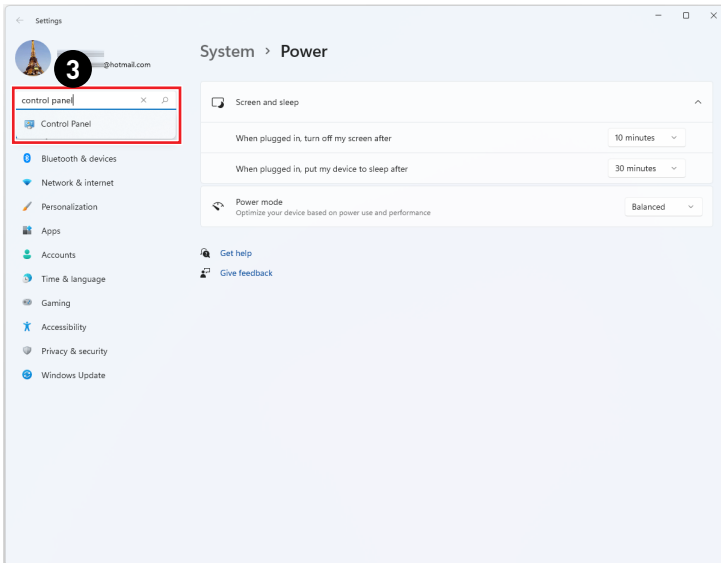 Settings
@hotmail.com
3
control panel
Control Panel
Bluetooth & devices
Network & internet
Personalization
Apps
Accounts
Time & language
Gaming
Accessibility
Privacy & security
Windows Update
System > Power
Screen and sleep
When plugged in, turn off my screen after 10 minutes
When plugged in, put my device to sleep after 30 minutes
Power mode
Optimize your device based on power use and performance
Balanced
Get help
Give feedback